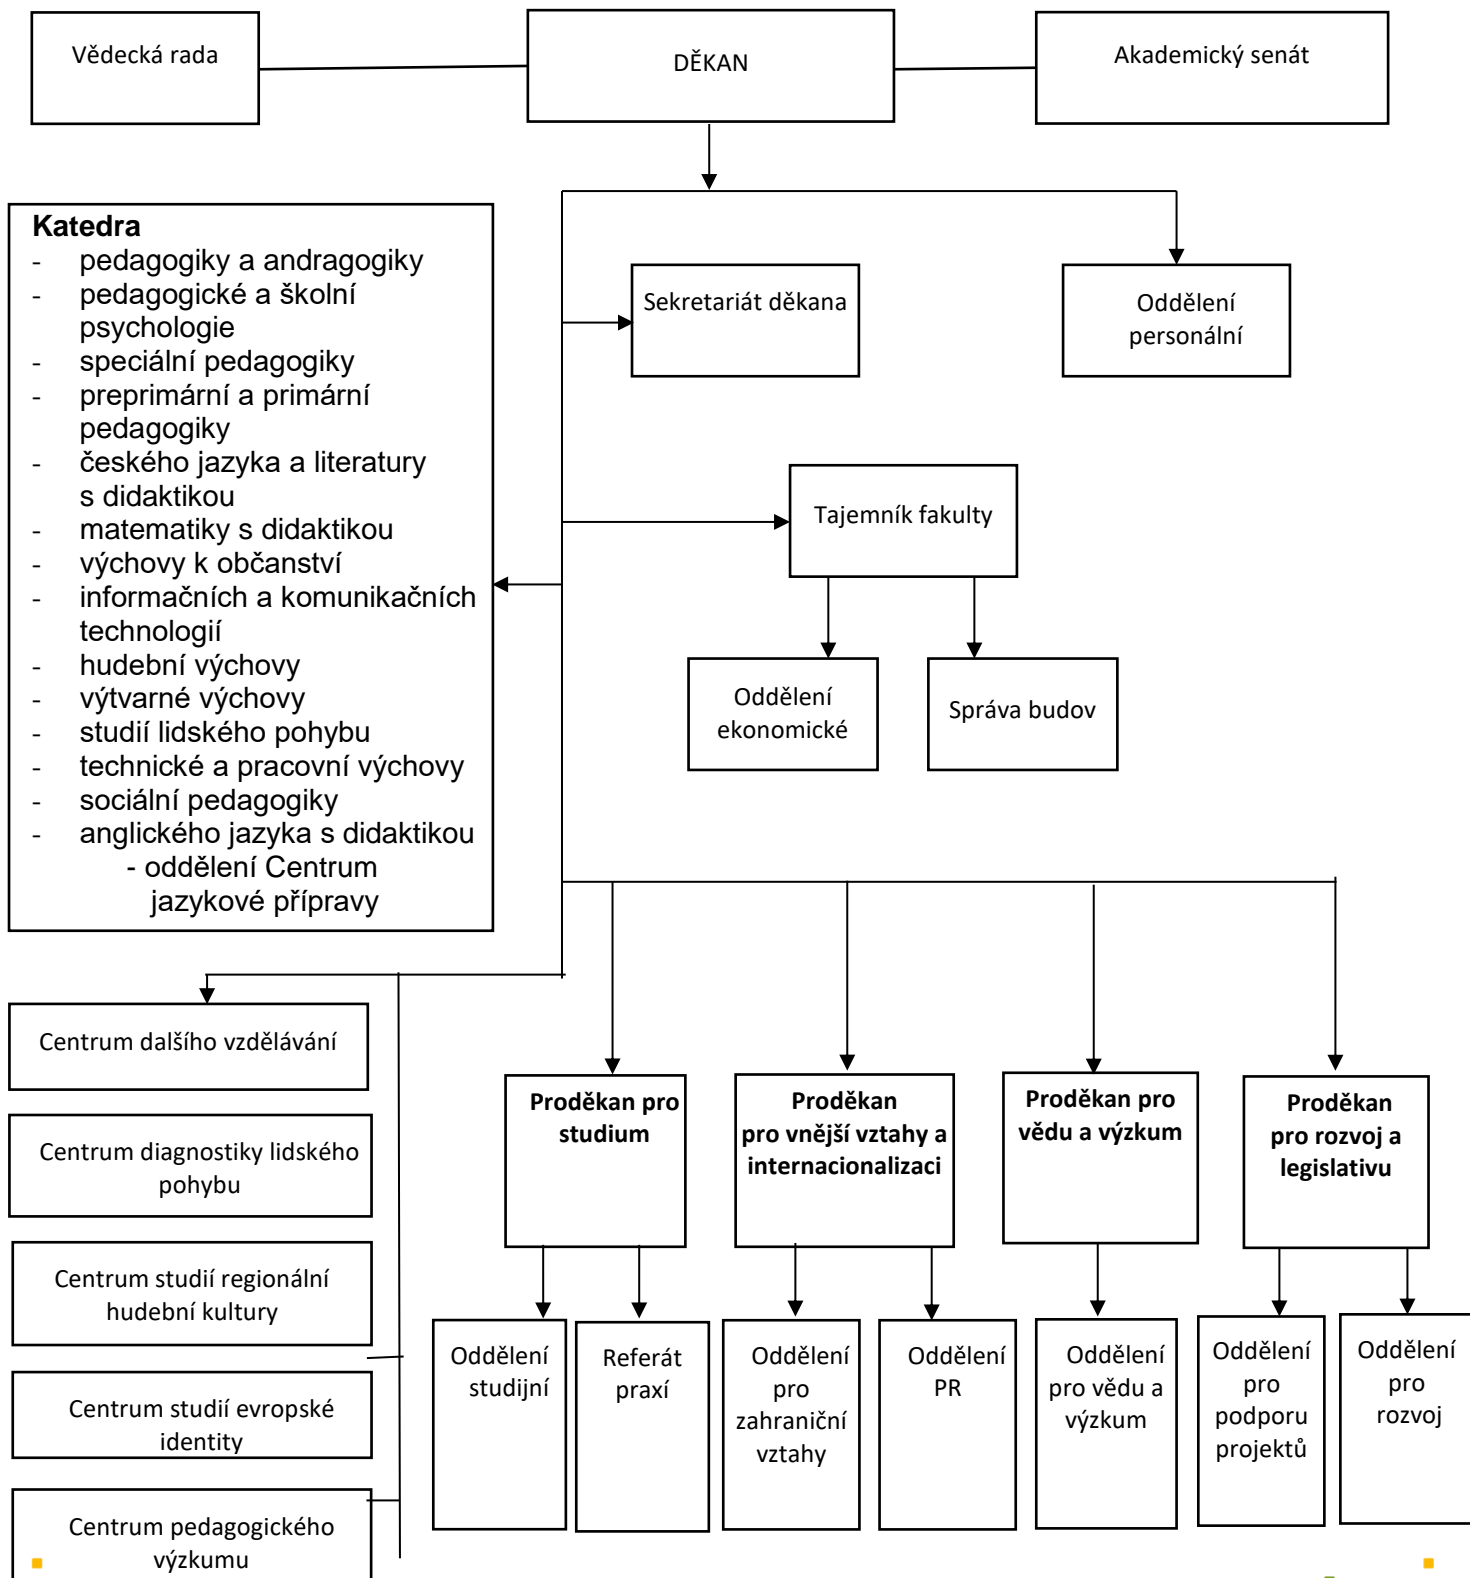 Vědecká rada
DĚKAN
Akademický senát
Katedra
- pedagogiky a andragogiky
- pedagogické a školní
psychologie
- speciální pedagogiky
- preprimární a primární
pedagogiky
- českého jazyka a literatury
s didaktikou
- matematiky s didaktikou
- výchovy k občanství
- informačních a komunikačních
technologií
- hudební výchovy
- výtvarné výchovy
- studií lidského pohybu
- technické a pracovní výchovy
- sociální pedagogiky
- anglického jazyka s didaktikou
- oddělení Centrum
jazykové přípravy
Sekretariát děkana
Oddělení
personální
Tajemník fakulty
Oddělení
ekonomické
Správa budov
Centrum dalšího vzdělávání
Centrum diagnostiky lidského
pohybu
Centrum studií regionální
hudební kultury
Centrum studií evropské
identity
Centrum pedagogického
výzkumu
Proděkan pro
studium
Proděkan
pro vnější vztahy a
internacionalizaci
Proděkan pro
vědu a výzkum
Proděkan
pro rozvoj a
legislativu
Oddělení
studijní
Referát
praxí
Oddělení
pro
zahraniční
vztahy
Oddělení
PR
Oddělení
pro vědu a
výzkum
Oddělení
pro
podporu
projektů
Oddělení
pro
rozvoj